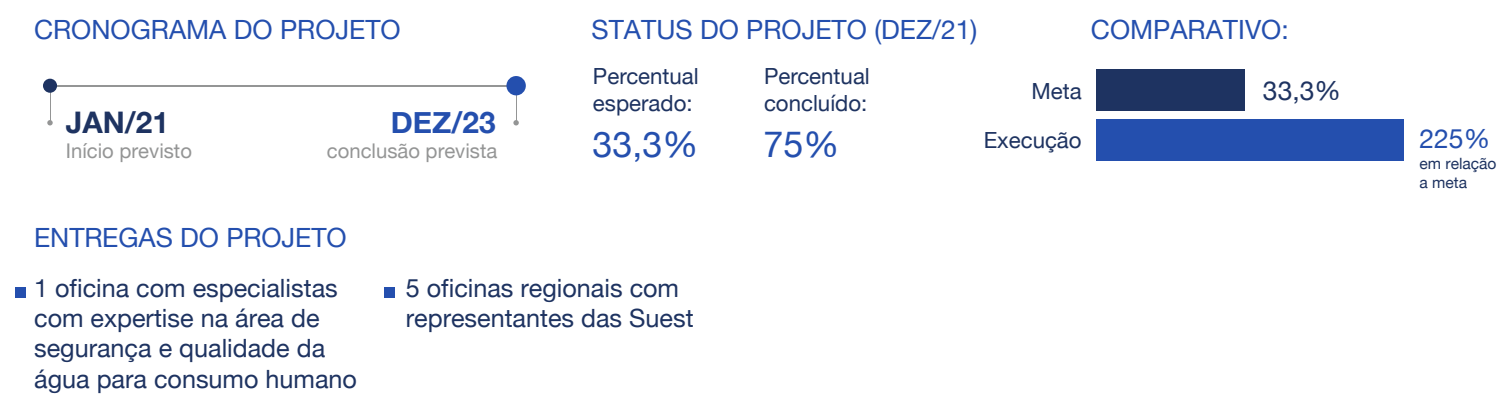 CRONOGRAMA DO PROJETO
JAN/21
Início previsto
DEZ/23
conclusão prevista
STATUS DO PROJETO (DEZ/21)
Percentual
esperado:
33,3%
Percentual
concluído:
75%
COMPARATIVO:
Meta
33,3%
Execução
225%
em relação
a meta
ENTREGAS DO PROJETO
1 oficina com especialistas
com expertise na área de
segurança e qualidade da
água para consumo humano
5 oficinas regionais com
representantes das Suest